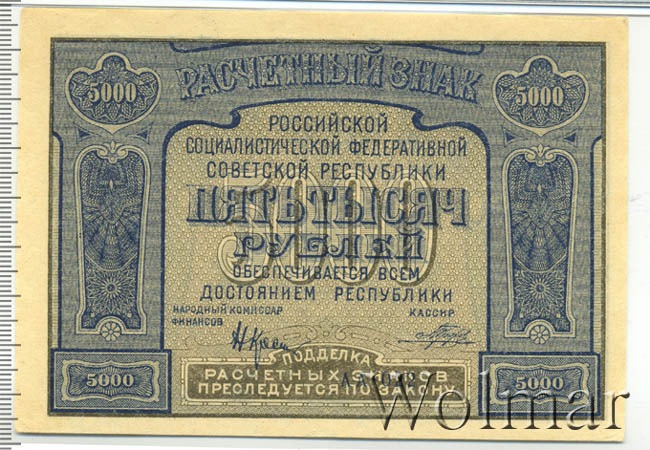 РАСЧЕТНЫЙ ЗНАК
5000 5000
РОССИЙСКОЙ
СОЦИАЛИСТИЧЕСКОЙ ФЕДЕРАТИВНОЙ
СОВЕТСКОЙ РЕСПУБЛИКИ
5000
ПЯТЬ ТЫСЯЧ
РУБЛЕЙ
ОБЕСПЕЧИВАЕТСЯ ВСЕМ
ДОСТОЯНИЕМ РЕСПУБЛИКИ
НАРОДНЫЙ КОМИССАР
ФИНАНСОВ
КАССИР
ПОДДЕЛКА
РАСЧЕТНЫХ ЗНАКОВ
ПРЕСЛЕДУЕТСЯ ПО ЗАКОНУ
5000 5000
Wolmar